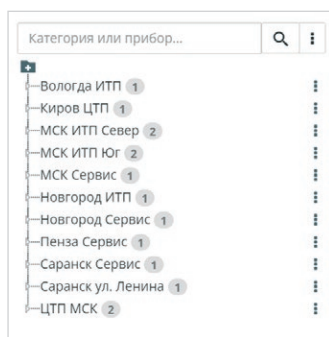 Категория или прибор...
Вологда ИТП 1
Киров ЦТП 1
МСК ИТП Север 2
МСК ИТП Юг 2
МСК Сервис 1
Новгород ИТП 1
Новгород Сервис 1
Пенза Сервис 1
Саранск Сервис 1
Саранск ул. Ленина 1
ЦТП МСК 2